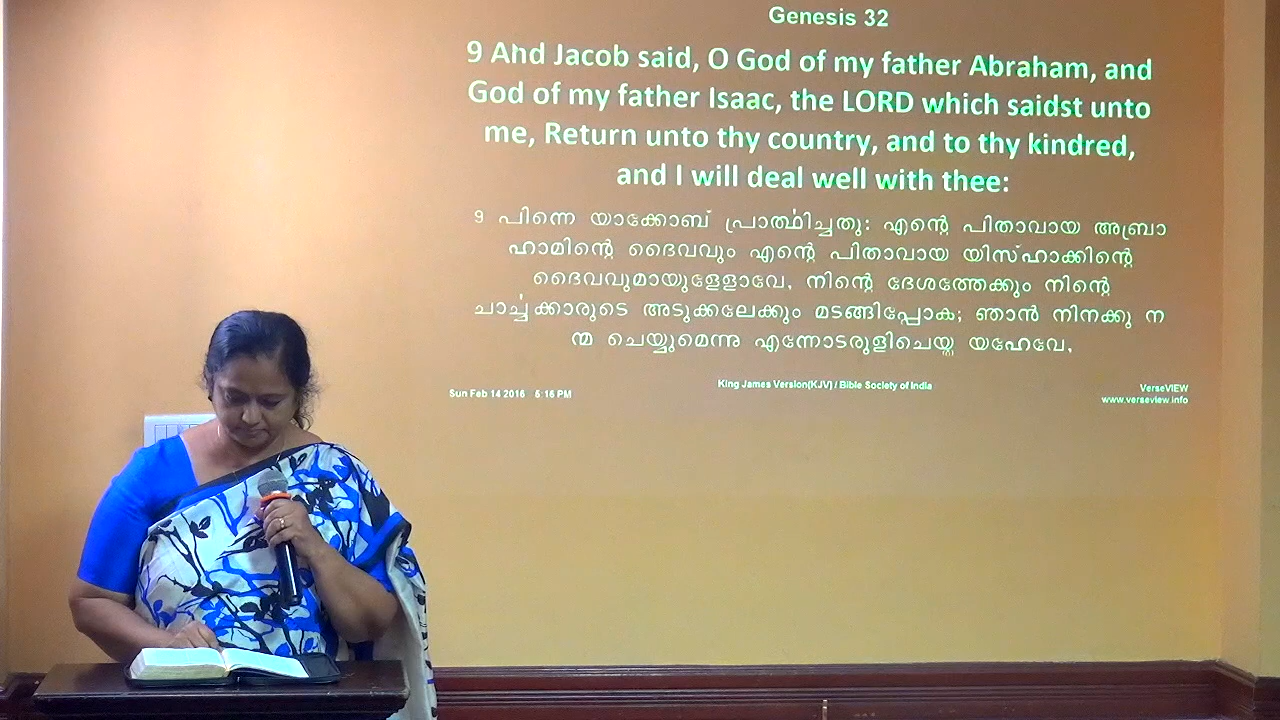 Genesis 32
9 And Jacob said, O God of my father Abraham, and
God of my father Isaac, the LORD which saidst unto
me, Return unto thy country, and to thy kindred,
and I will deal well with thee:
9 പിന്നെ യാക്കോബ് പ്രാർത്ഥിച്ചതു: എന്റെ പിതാവായ അബ്രാ
ഹാമിന്റെ ദൈവവും എന്റെ പിതാവായ യിസ്ഹാക്കിന്റെ
ദൈവവുമായുള്ളോവേ, നിന്റെ ദേശത്തേക്കും നിന്റെ
ചാർച്ചക്കാരുടെ അടുക്കലേക്കും മടങ്ങിപ്പോക; ഞാൻ നിനക്കു ന
ന്മ ചെയ്യുമെന്നു എന്നോടരുളിചെയ്ത യഹേവേ,
Sun Feb 14 2016 5:16 PM
King James Version(KJV) / Bible Society of India
VerseVIEW
www.verseview.info